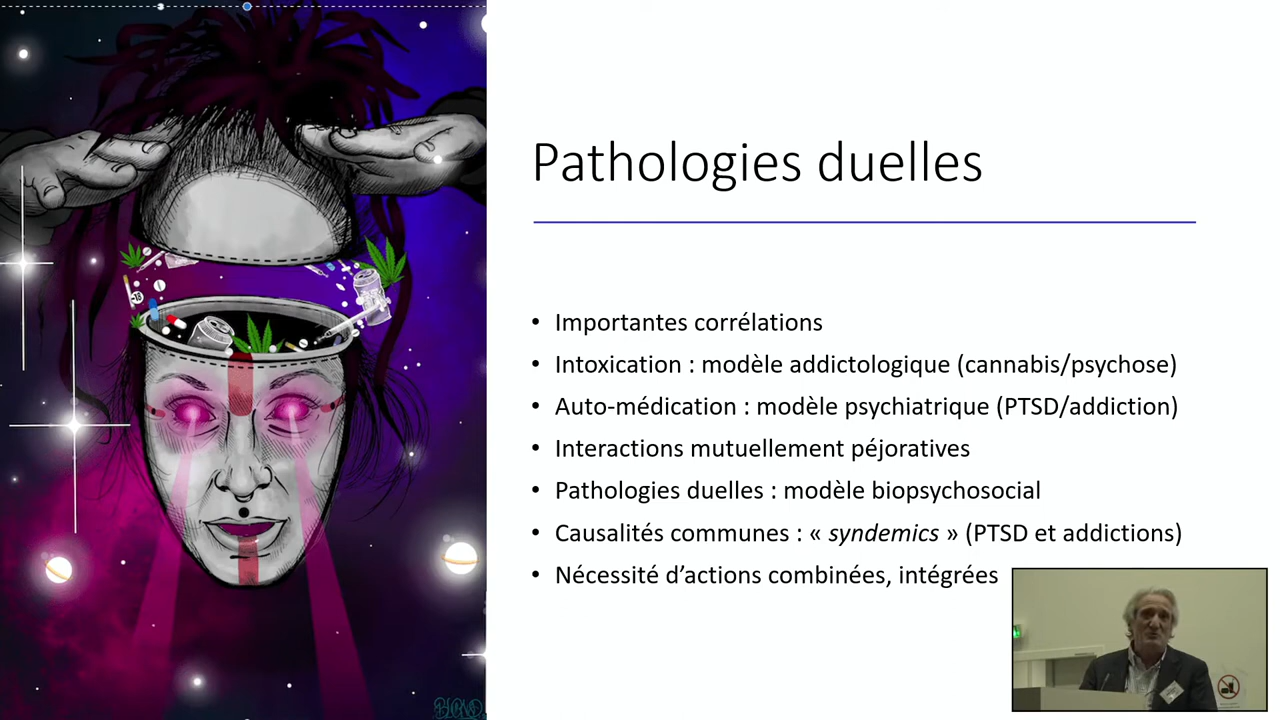 Pathologies duelles
• Importantes corrélations
• Intoxication : modèle addictologique (cannabis/psychose)
• Auto-médication : modèle psychiatrique (PTSD/addiction)
• Interactions mutuellement péjoratives
• Pathologies duelles : modèle biopsychosocial
• Causalités communes : « syndemics » (PTSD et addictions)
• Nécessité d’actions combinées, intégrées
-18